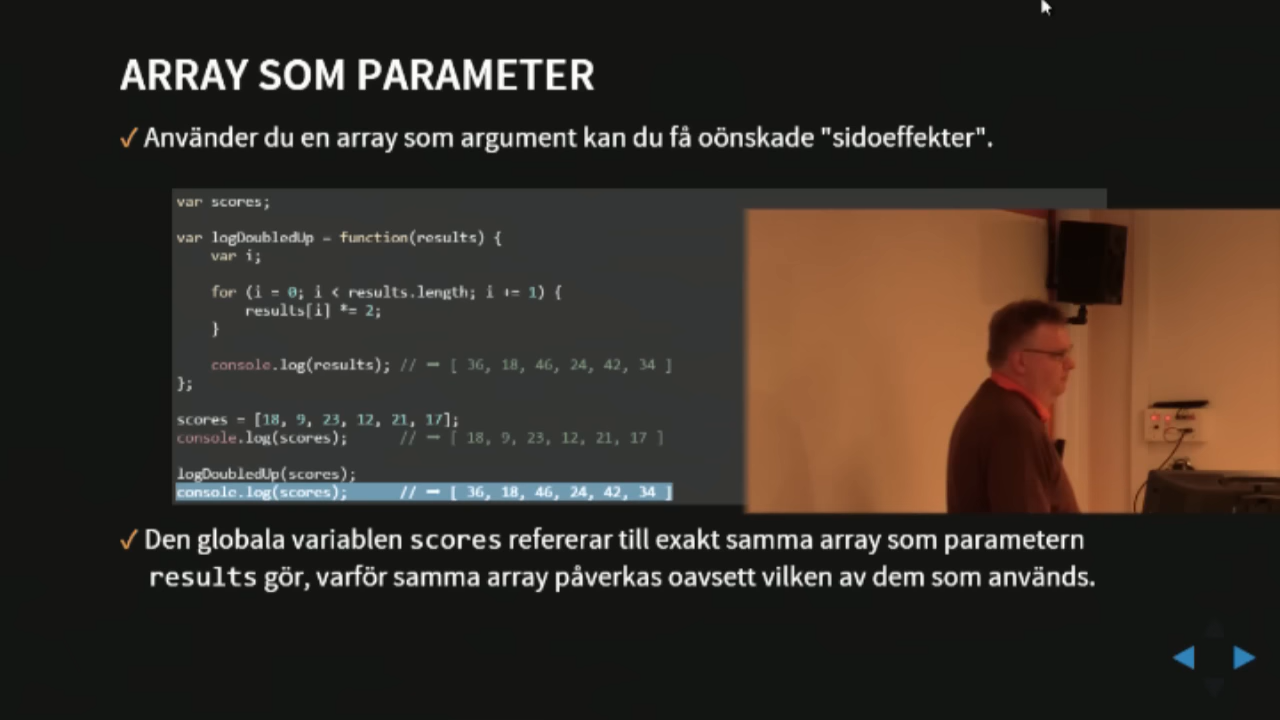 ARRAY SOM PARAMETER
✓ Använder du en array som argument kan du få oönskade "sidoeffekter".
var scores;
var logDoubledUp = function(results) {
var i;
for (i = 0; i < results.length; i += 1) {
results[i] *= 2;
}
console.log(results); // ➡ [ 36, 18, 46, 24, 42, 34 ]
};
scores = [18, 9, 23, 12, 21, 17];
console.log(scores); // ➡ [ 18, 9, 23, 12, 21, 17 ]
logDoubledUp(scores);
console.log(scores); // ➡ [ 36, 18, 46, 24, 42, 34 ]
✓ Den globala variablen scores refererar till exakt samma array som parametern
results gör, varför samma array påverkas oavsett vilken av dem som används.